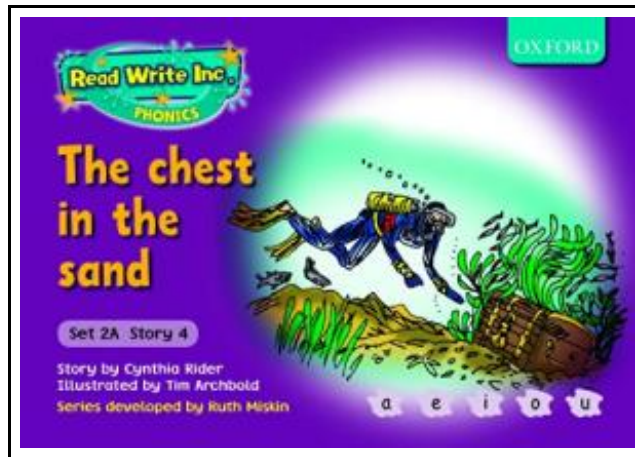 OXFORD
Read Write Inc.
PHONICS
The chest
in the
sand
Set 2A Story 4
Story by Cynthia Rider
Illustrated by Tim Archbold
Series developed by Ruth Miskin
a e i o u